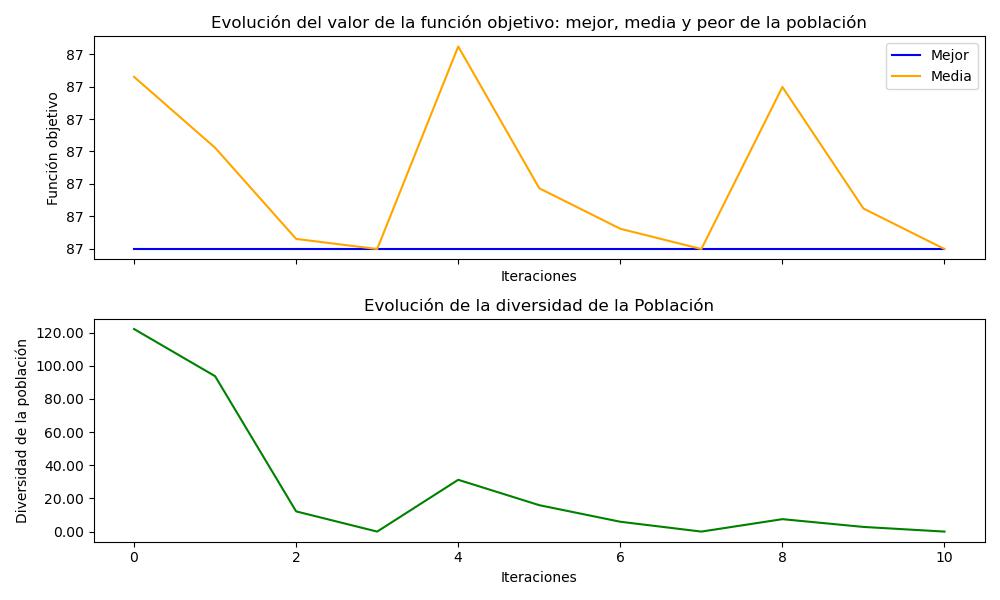 Evolución del valor de la función objetivo: mejor, media y peor de la población
87
87
87
87
87
87
87
Función objetivo
Mejor
Media
Iteraciones
Evolución de la diversidad de la Población
120.00
100.00
80.00
60.00
40.00
20.00
0.00
Diversidad de la población
0 2 4 6 8 10
Iteraciones